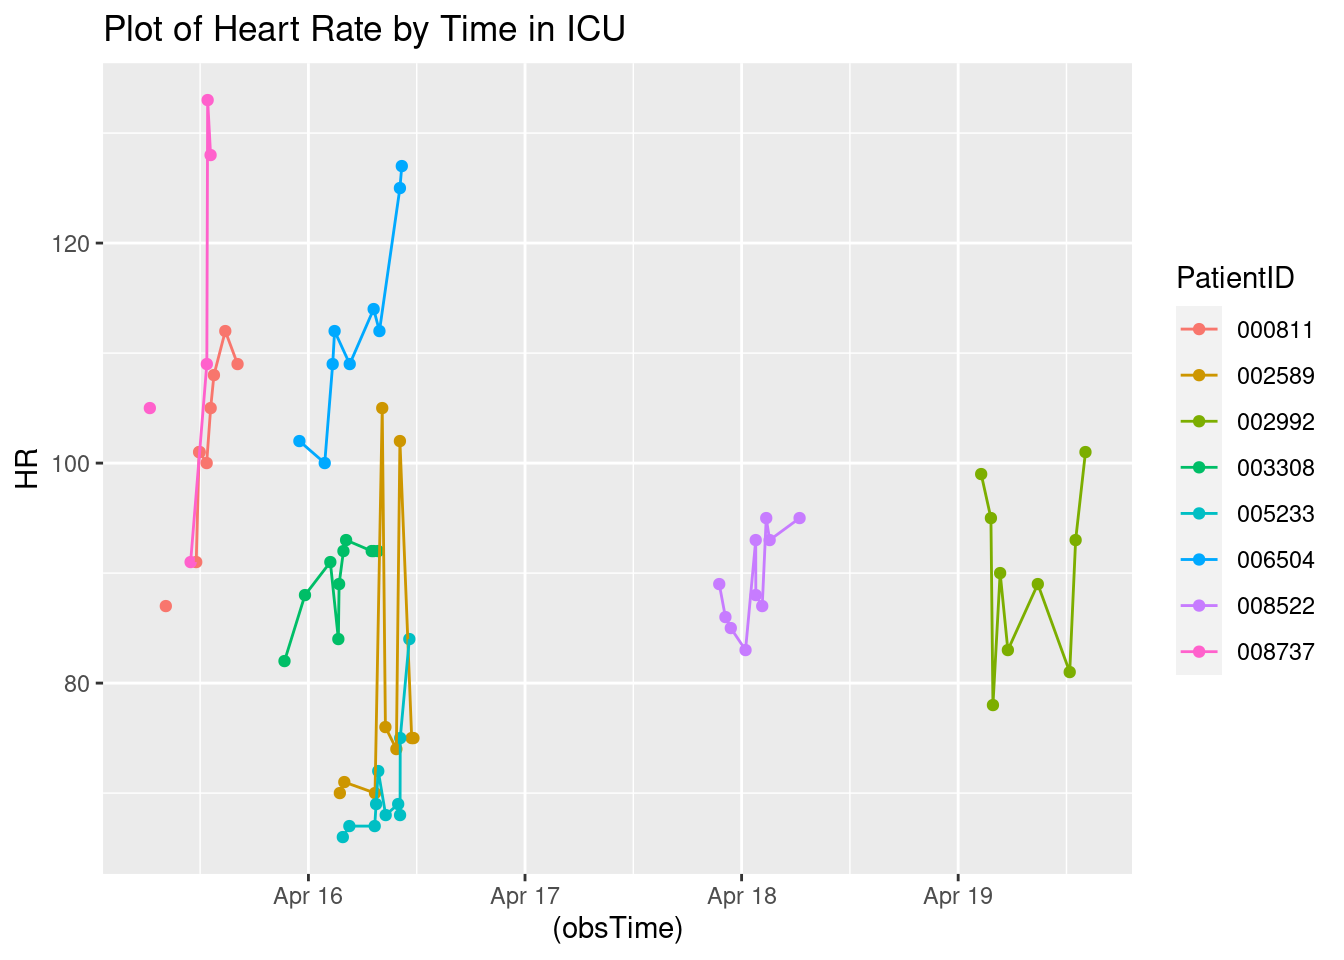 Plot of Heart Rate by Time in ICU
120
100
80
HR
Apr 16
Apr 17
Apr 18
Apr 19
(obsTime)
PatientID
000811
002589
002992
003308
005233
006504
008522
008737